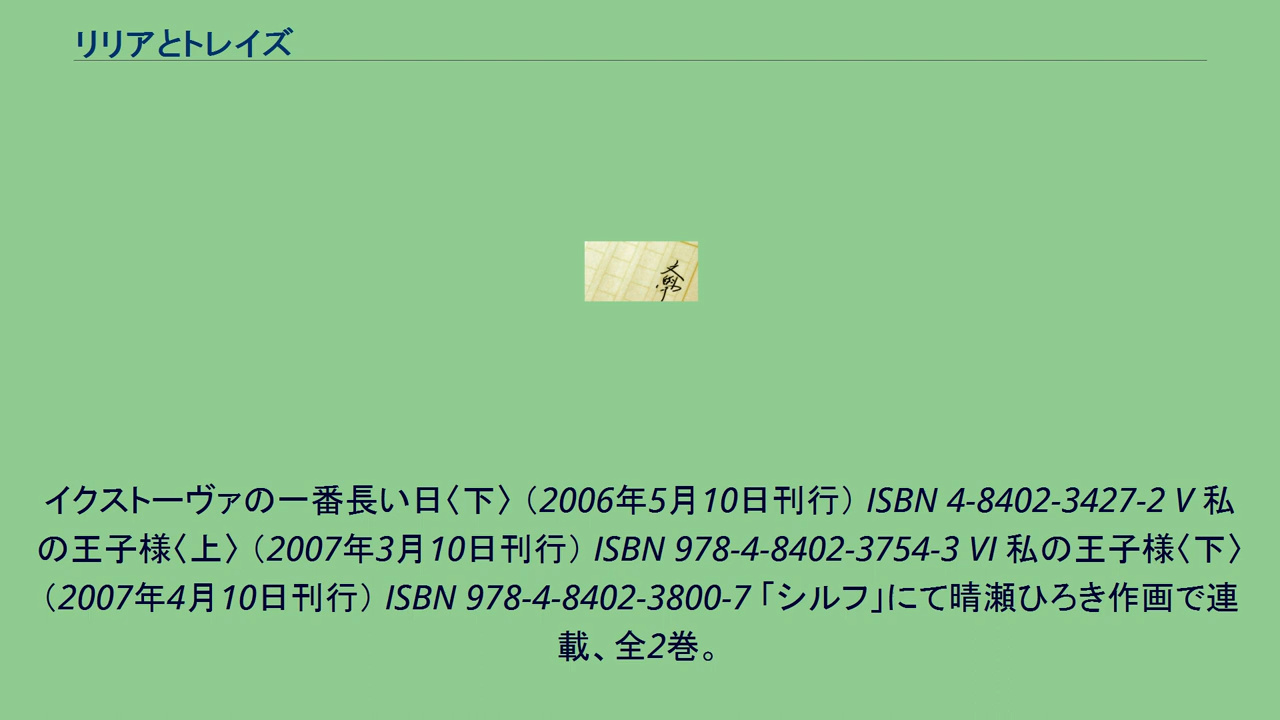 リリアとトレイズ
イクストーヴァの一番長い日〈下〉（2006年5月10日刊行）ISBN 4-8402-3427-2 V 私
の王子様〈上〉（2007年3月10日刊行）ISBN 978-4-8402-3754-3 VI 私の王子様〈下〉
（2007年4月10日刊行）ISBN 978-4-8402-3800-7 「シルフ」にて晴瀬ひろき作画で連
載、全2巻。